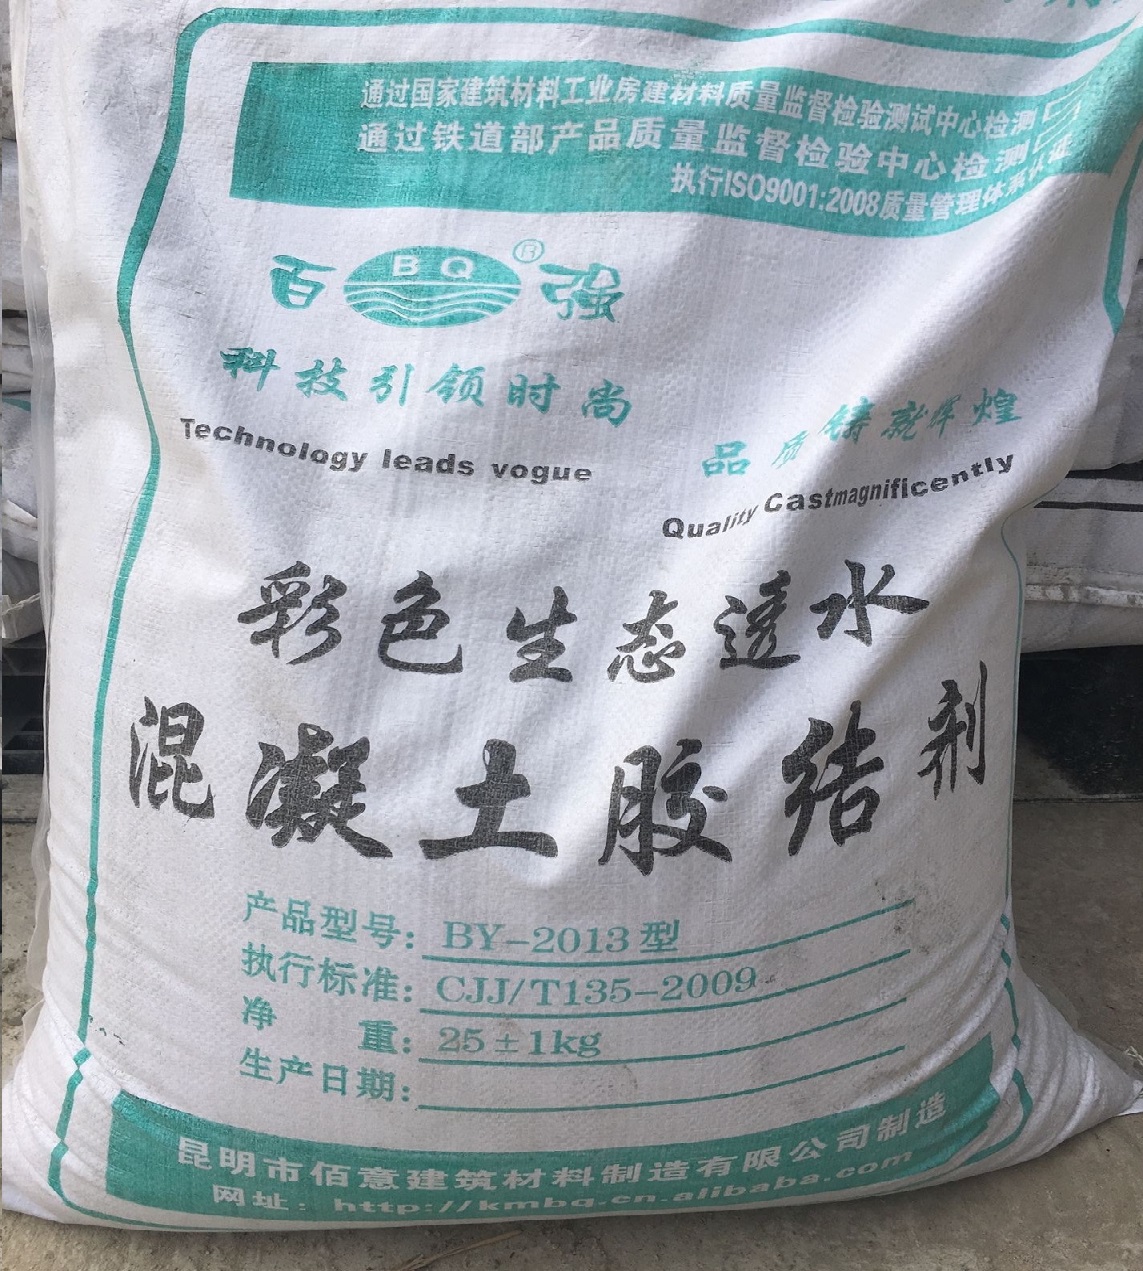 通过国家建筑材料工业房建材料质量监督检验测试中心检测
通过铁道部产品质量监督检验中心检测
执行ISO9001:2008质量管理体系认证
百 BQ® 强
科技引领时尚
Technology leads vogue
品质铸就辉煌
Quality Castmagnificently
彩色生态透水
混凝土胶结剂
产品型号: BY-2013型
执行标准: CJJ/T135-2009
净 重: 25±1kg
生产日期:
昆明市佰意建筑材料制造有限公司制造
网址: http://kmbq.cn.alibaba.com